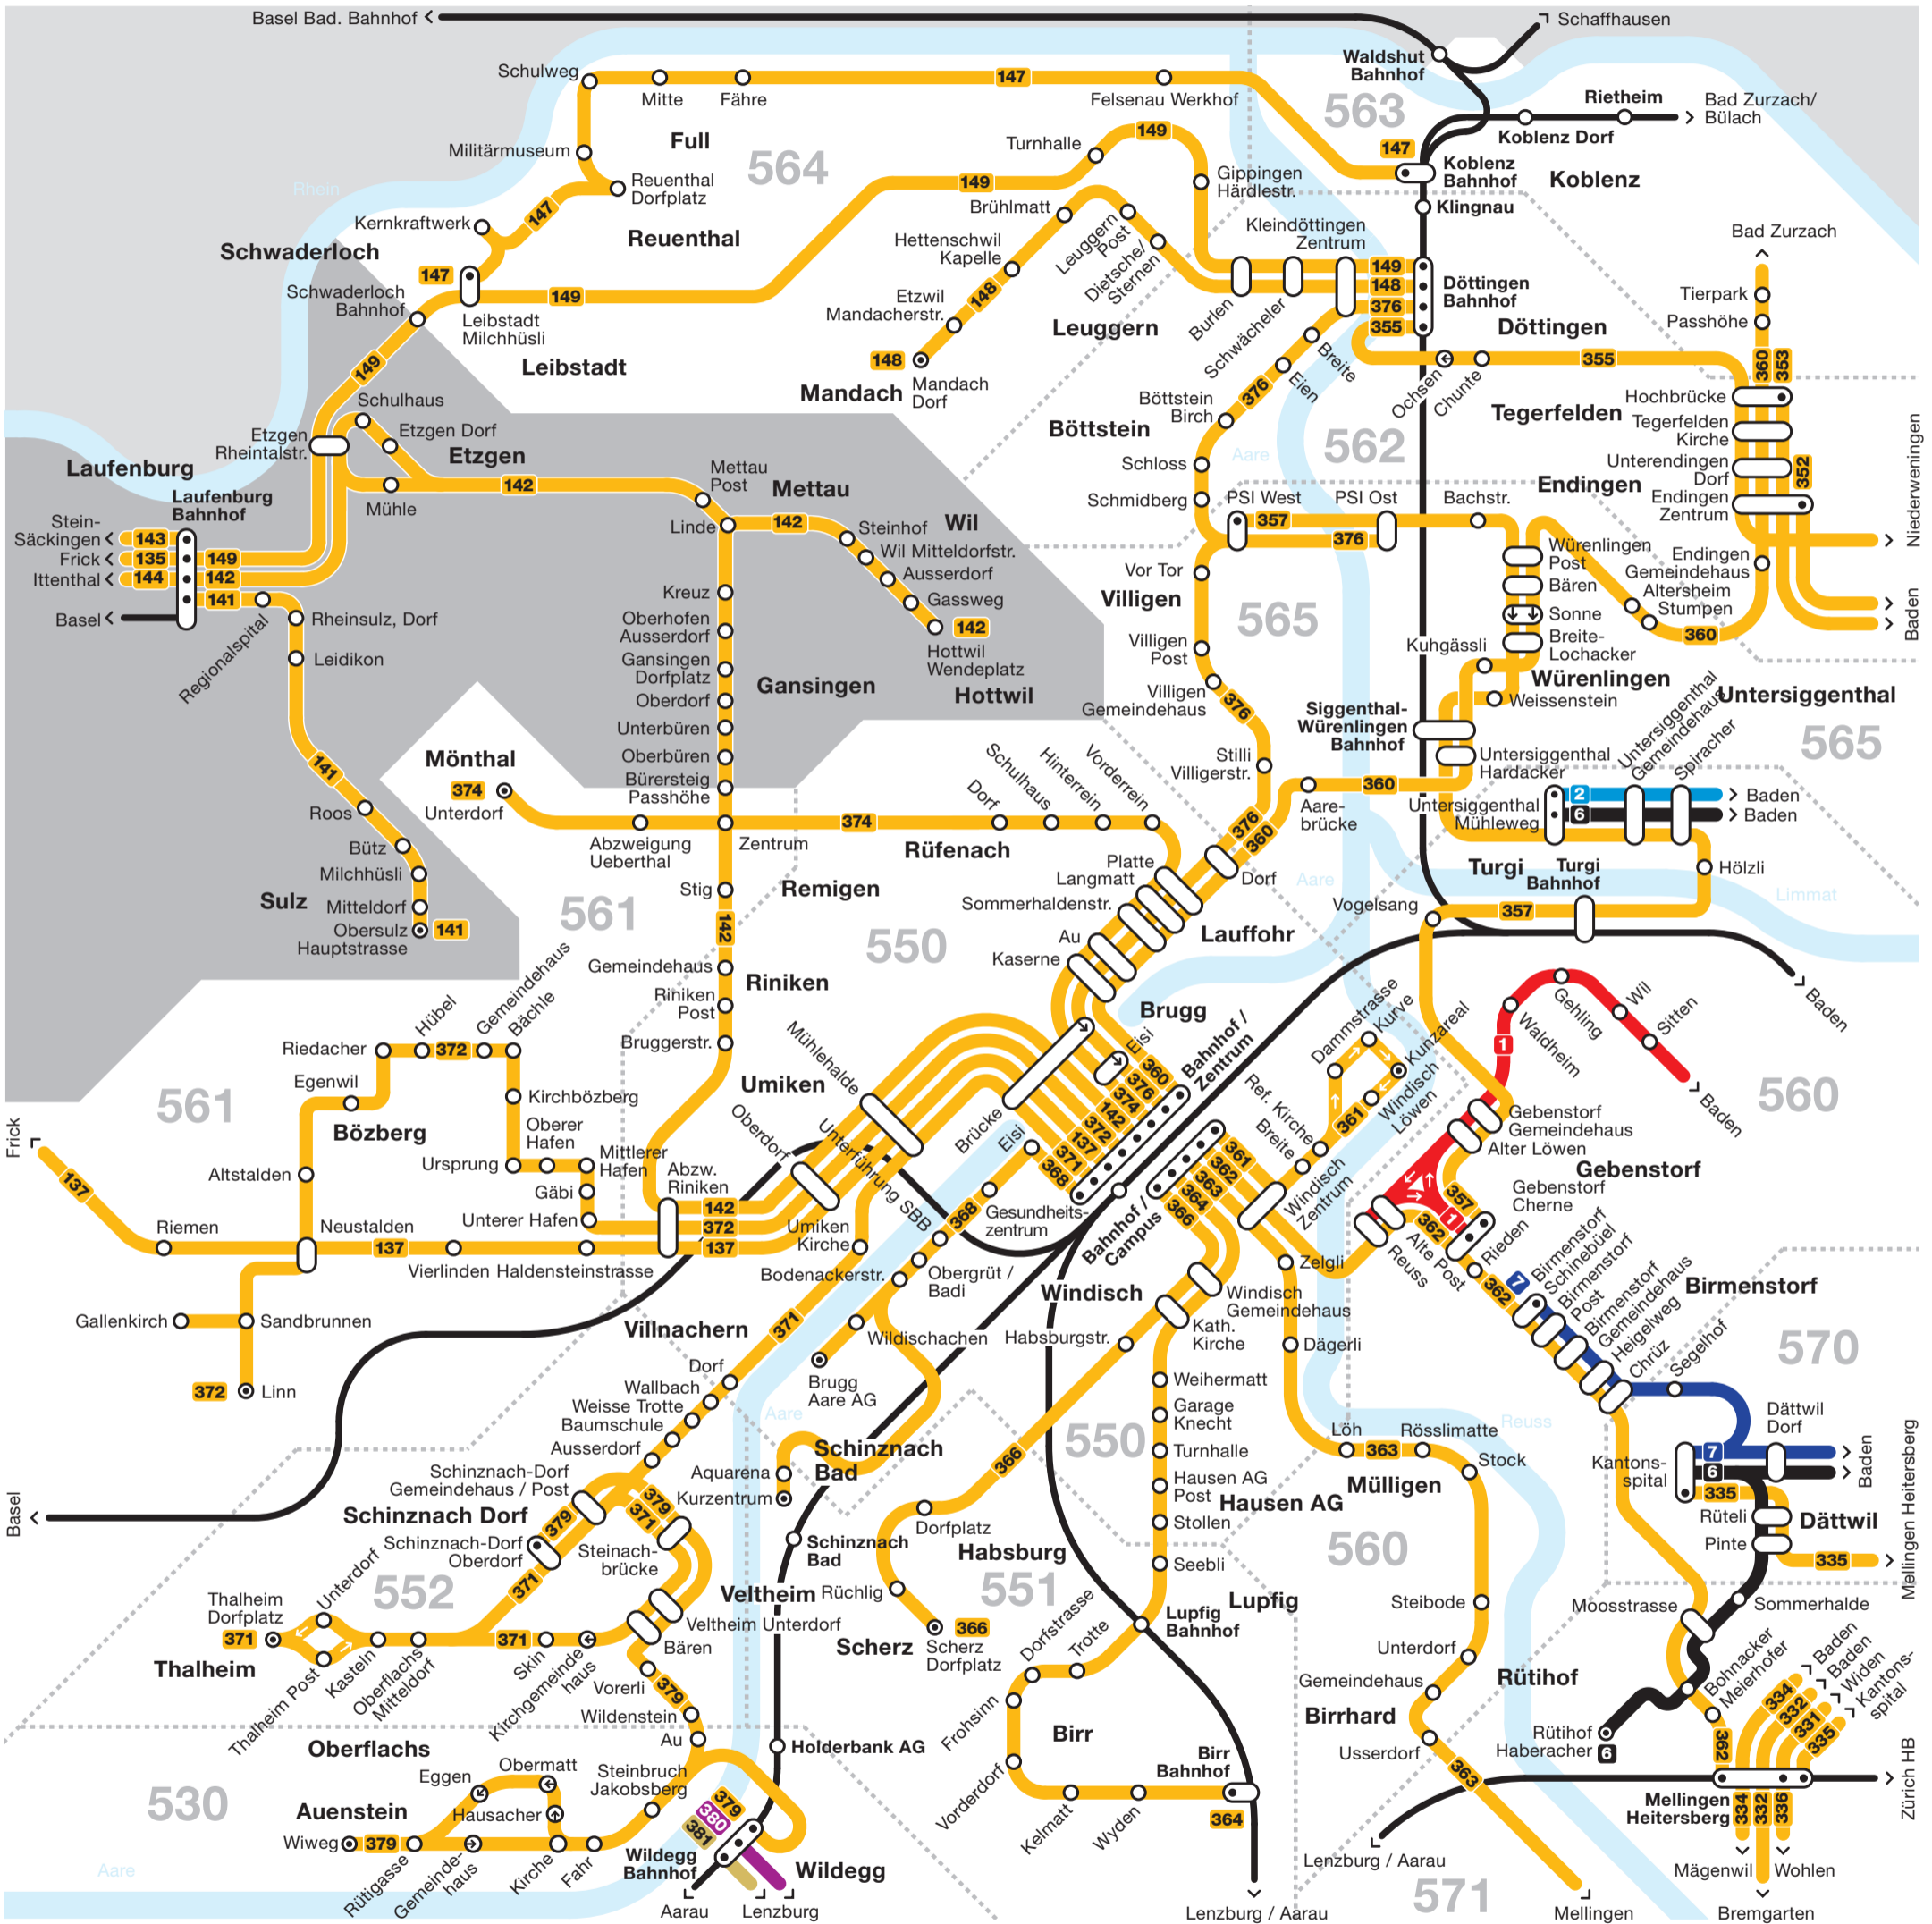 Basel Bad. Bahnhof
Schaffhausen
Waldshut
Bahnhof
Schulweg
Mitte
Fähre
147
Felsenau Werkhof
563
Rietheim
Bad Zurzach/
Bülach
Koblenz Dorf
Militärmuseum
Full
564
Turnhalle
149
147
Koblenz
Bahnhof
Koblenz
Rhein
Reuenthal
Dorfplatz
149
Gippingen
Härdlestr.
Klingnau
Kernkraftwerk
147
Reuenthal
Brühlmatt
Leuggern
Post
Dietsche/
Sternen
Kleindöttingen
Zentrum
Bad Zurzach
Schwaderloch
147
Hettenschwil
Kapelle
149
148
376
355
Döttingen
Bahnhof
Schwaderloch
Bahnhof
149
Leibstadt
Milchhüsli
Etzwil
Mandacherstr.
148
Leuggern
Burlen
Schwächeler
Döttingen
Tierpark
Passhöhe
Leibstadt
148
Mandach
Mandach
Dorf
Breite
Eien
376
Ochsen
Chunte
355
360
353
149
Schulhaus
Etzgen Dorf
Etzgen
Rheintalstr.
Etzgen
Böttstein
Birch
Böttstein
Aare
562
Tegerfelden
Hochbrücke
Tegerfelden
Kirche
Unterendingen
Dorf
352
Endingen
Endingen
Zentrum
Niederweningen
Laufenburg
Laufenburg
Bahnhof
Mühle
142
Mettau
Post
Mettau
Schloss
Schmidberg
PSI West
PSI Ost
Bachstr.
Stein-
Säckingen
143
Frick
135
149
Ittenthal
144
142
141
Basel
Linde
142
Steinhof
Wil
Wil Mitteldorfstr.
Ausserdorf
Gassweg
357
376
Würenlingen
Post
Bären
Sonne
Breite-
Lochacker
Endingen
Gemeindehaus
Altersheim
Stumpen
360
Baden
Regionalspital
Rheinsulz, Dorf
Leidikon
Kreuz
Oberhofen
Ausserdorf
Gansingen
Dorfplatz
Oberdorf
Gansingen
142
Hottwil
Wendeplatz
Hottwil
Vor Tor
Villigen
565
Villigen
Post
Villigen
Gemeindehaus
376
Kuhgässli
Würenlingen
Weissenstein
Untersiggenthal
565
Unterbüren
Oberbüren
Bürersteig
Passhöhe
Siggenthal-
Würenlingen
Bahnhof
Untersiggenthal
Hardacker
Untersiggenthal
Gemeindehaus
Spiracher
Mönthal
374
Unterdorf
Abzweigung
Ueberthal
Zentrum
374
Dorf
Schulhaus
Hinterrein
Vorderrein
Rüfenach
Stilli
Villigerstr.
376
360
Aare-
brücke
360
Untersiggenthal
Mühleweg
2
6
Baden
Baden
141
Roos
Bütz
Milchhüsli
Sulz
Mitteldorf
Obersulz
Hauptstrasse
141
561
Stig
142
Remigen
550
Platte
Langmatt
Sommerhaldenstr.
Au
Kaserne
Dorf
Lauffohr
Aare
Vogelsang
Turgi
Turgi
Bahnhof
357
Hölzli
Limmat
Baden
Gemeindehaus
Riniken
Riniken
Post
Bruggerstr.
Riedacher
Hübel
372
Gemeindehaus
Bächle
Egenwil
Kirchbözberg
561
Bözberg
Oberer
Hafen
Ursprung
Mittlerer
Hafen
Gäbi
Unterer Hafen
Altstalden
Frick
137
Riemen
Neustalden
137
Vierlinden
Haldensteinstrasse
Abzw.
Riniken
142
372
137
Umiken
Mühlehalde
Oberdorf
Unterführung SBB
Umiken
Kirche
Brugg
Eisi
Brücke
Eisi
360
376
374
142
372
137
371
368
Bahnhof /
Zentrum
Gesundheits-
zentrum
368
Bodenackerstr.
Obergrüt /
Badi
Bahnhof /
Campus
361
362
363
364
366
Dammstrasse
Kurve
Kunzareal
Ref. Kirche
Breite
361
Windisch
Löwen
Windisch
Zentrum
1
Waldheim
Gehling
Wil
Sitten
Baden
560
Gebenstorf
Gemeindehaus
Alter Löwen
Gebenstorf
357
1
362
Gebenstorf
Cherne
Reuss
Alte Post
Rieden
362
7
Birmenstorf
Schinebüel
Birmenstorf
Post
Birmenstorf
Gemeindehaus
Heigelweg
Chrüz
Segelhof
Birmenstorf
570
Gallenkirch
Sandbrunnen
372
Linn
Villnachern
371
Wildischachen
Brugg
Aare AG
Windisch
Habsburgstr.
Windisch
Gemeindehaus
Kath.
Kirche
Zelgli
Dägerli
Dorf
Wallbach
Weisse Trotte
Baumschule
Ausserdorf
Aare
Schinznach
Bad
Aquarena
Kurzentrum
Weihermatt
Garage
Knecht
Turnhalle
Hausen AG
Post
Stollen
Seebli
550
Hausen AG
366
Löh
363
Rösslimatte
Stock
Mülligen
Reuss
Dättwil
Dorf
Kantons-
spital
7
6
335
Baden
Rüteli
Pinte
Dättwil
335
Mellingen Heitersberg
Basel
Schinznach-Dorf
Gemeindehaus / Post
Schinznach Dorf
379
379
371
Schinznach-Dorf
Oberdorf
Steinach-
brücke
371
552
Schinznach
Bad
Dorfplatz
Habsburg
551
Rüchlig
366
Scherz
Scherz
Dorfplatz
560
Lupfig
Lupfig
Bahnhof
Steibode
Unterdorf
Gemeindehaus
Birrhard
Usserdorf
363
Moosstrasse
Sommerhalde
Thalheim
Dorfplatz
371
Unterdorf
Thalheim
Thalheim Post
Kasteln
Oberflachs
Mitteldorf
371
Skin
Kirchgemeinde-
haus
Veltheim
Veltheim Unterdorf
Bären
Vorerli
379
Wildenstein
Au
Dorfstrasse
Trotte
Frohsinn
Birr
Vorderdorf
Kelmatt
Wyden
Birr
Bahnhof
364
Rütihof
Bohnacker
Meierhofer
Rütihof
Haberacher
6
362
334
332
331
335
Baden
Baden
Widen
Kantons-
spital
Oberflachs
530
Auenstein
Wiweg
379
Rütigasse
Eggen
Obermatt
Hausacher
Gemeinde-
haus
Kirche
Fahr
Steinbruch
Jakobsberg
Holderbank AG
379
380
381
Wildegg
Bahnhof
Wildegg
Aarau
Lenzburg
Aare
Lenzburg / Aarau
Lenzburg / Aarau
571
Mellingen
Mellingen
Heitersberg
334
332
336
Mägenwil
Wohlen
Bremgarten
Zürich HB